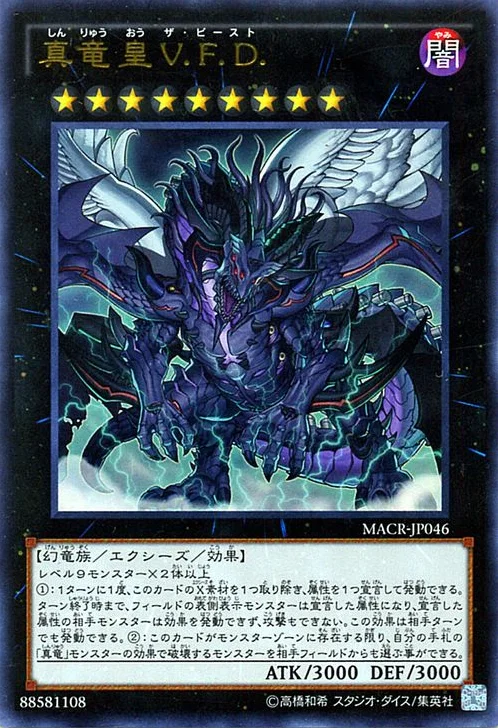 しん りゅう おう ザ・ビースト
真竜皇V.F.D.
やみ
闇
MACR-JP046
げんりゅうぞく こうか
【幻竜族/エクシーズ/効果】
レベル9モンスター×2体以上
①:1ターンに1度、このカードのX素材を1つ取り除き、属性を1つ宣言して発動できる。
ターン終了時まで、フィールドの表側表示モンスターは宣言した属性になり、宣言した
属性の相手モンスターは効果を発動できず、攻撃もできない。この効果は相手ターン
でも発動できる。②:このカードがモンスターゾーンに存在する限り、自分の手札の
「真竜」モンスターの効果で破壊するモンスターを相手フィールドからも選ぶ事ができる。
ATK/3000 DEF/3000
88581108 ©高橋和希 スタジオ・ダイス/集英社